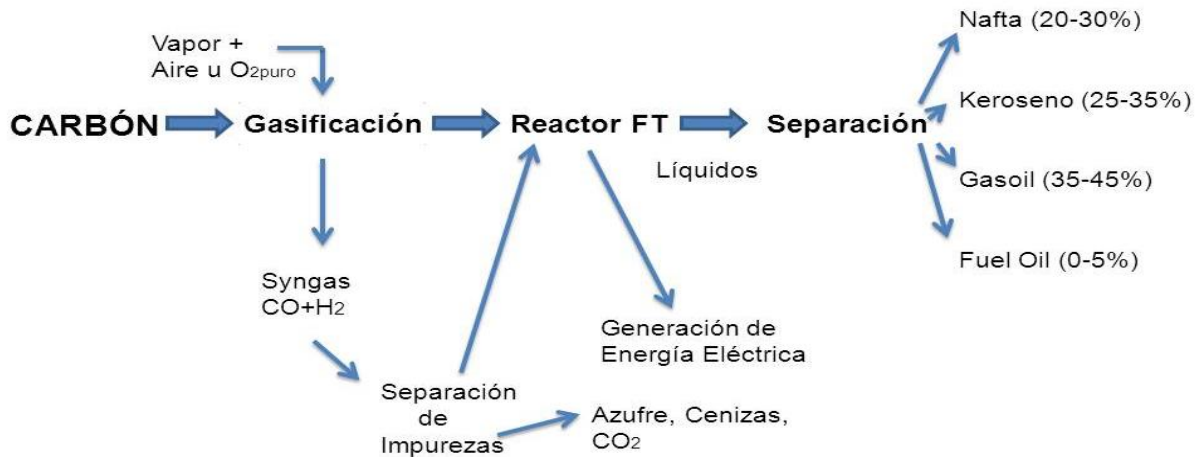 Vapor +
Aire u O2puro
CARBÓN
Gasificación
Reactor FT
Separación
Líquidos
Nafta (20-30%)
Keroseno (25-35%)
Gasoil (35-45%)
Fuel Oil (0-5%)
Syngas
CO+H2
Generación de
Energía Eléctrica
Separación
de
Impurezas
Azufre, Cenizas,
CO2